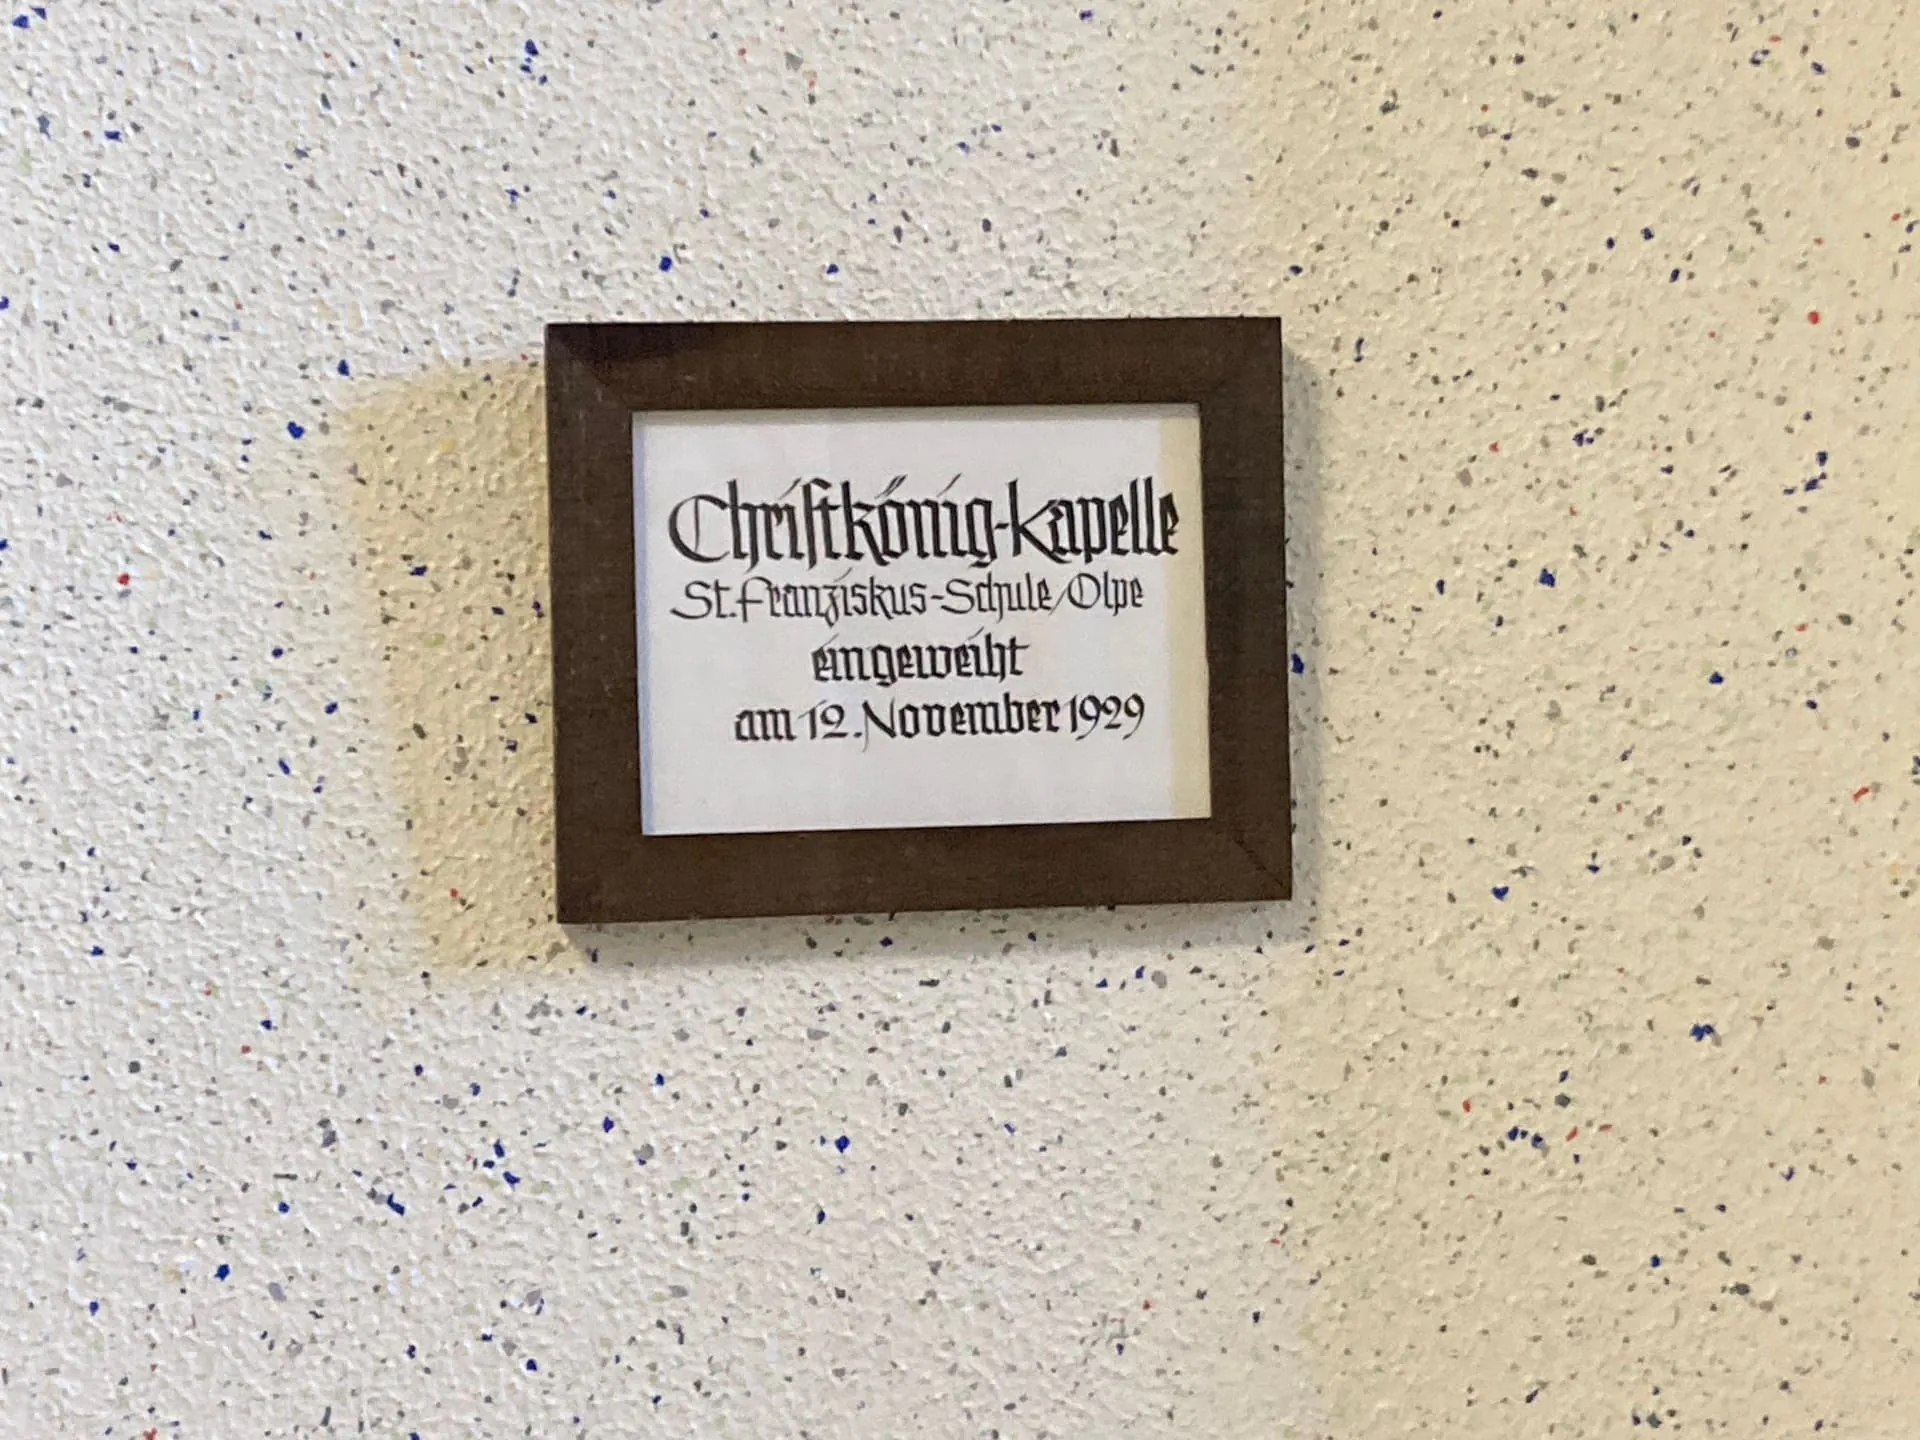 Christkönig-Kapelle
St. Franziskus-Schule/Olpe
eingeweiht
am 12. November 1929